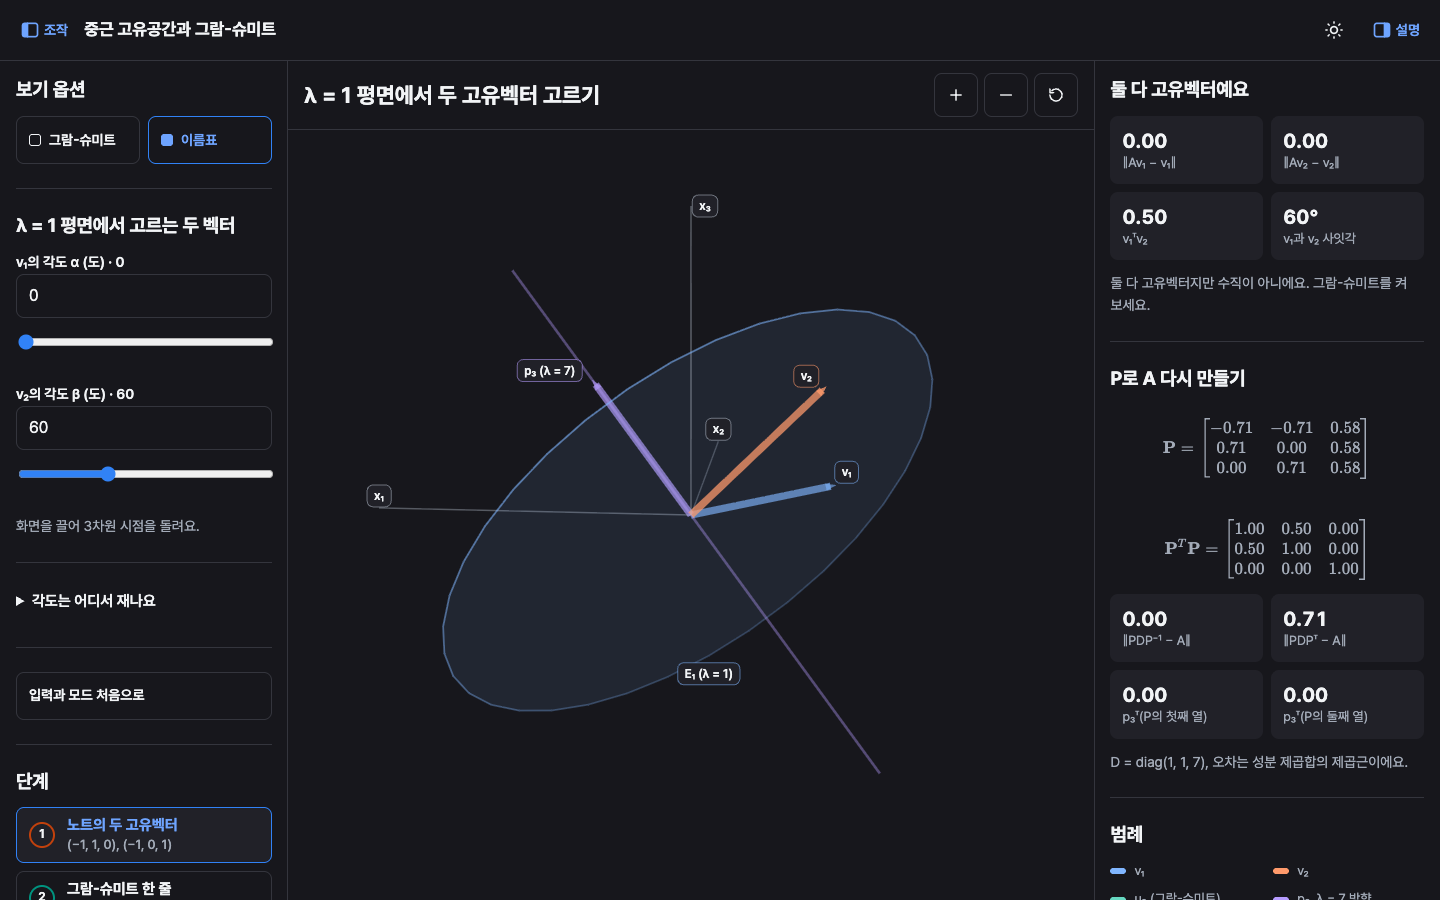 조작
중근 고유공간과 그람-슈미트
설명
보기 옵션
그람-슈미트
이름표
λ = 1 평면에서 고르는 두 벡터
v₁의 각도 α (도) · 0
0
v₂의 각도 β (도) · 60
60
화면을 끌어 3차원 시점을 돌려요.
▶ 각도는 어디서 재나요
입력과 모드 처음으로
단계
1
노트의 두 고유벡터
(−1, 1, 0), (−1, 0, 1)
2
그람-슈미트 한 줄
λ = 1 평면에서 두 고유벡터 고르기
x₃
p₃ (λ = 7)
v₂
x₂
v₁
x₁
E₁ (λ = 1)
둘 다 고유벡터예요
0.00
‖Av₁ − v₁‖
0.00
‖Av₂ − v₂‖
0.50
v₁ᵀv₂
60°
v₁과 v₂ 사잇각
둘 다 고유벡터지만 수직이 아니에요. 그람-슈미트를 켜
보세요.
P로 A 다시 만들기
−0.71 −0.71 0.58
P = 0.71 0.00 0.58
0.00 0.71 0.58
1.00 0.50 0.00
PᵀP = 0.50 1.00 0.00
0.00 0.00 1.00
0.00
‖PDP⁻¹ − A‖
0.71
‖PDPᵀ − A‖
0.00
p₃ᵀ(P의 첫째 열)
0.00
p₃ᵀ(P의 둘째 열)
D = diag(1, 1, 7), 오차는 성분 제곱합의 제곱근이에요.
범례
v₁
v₂